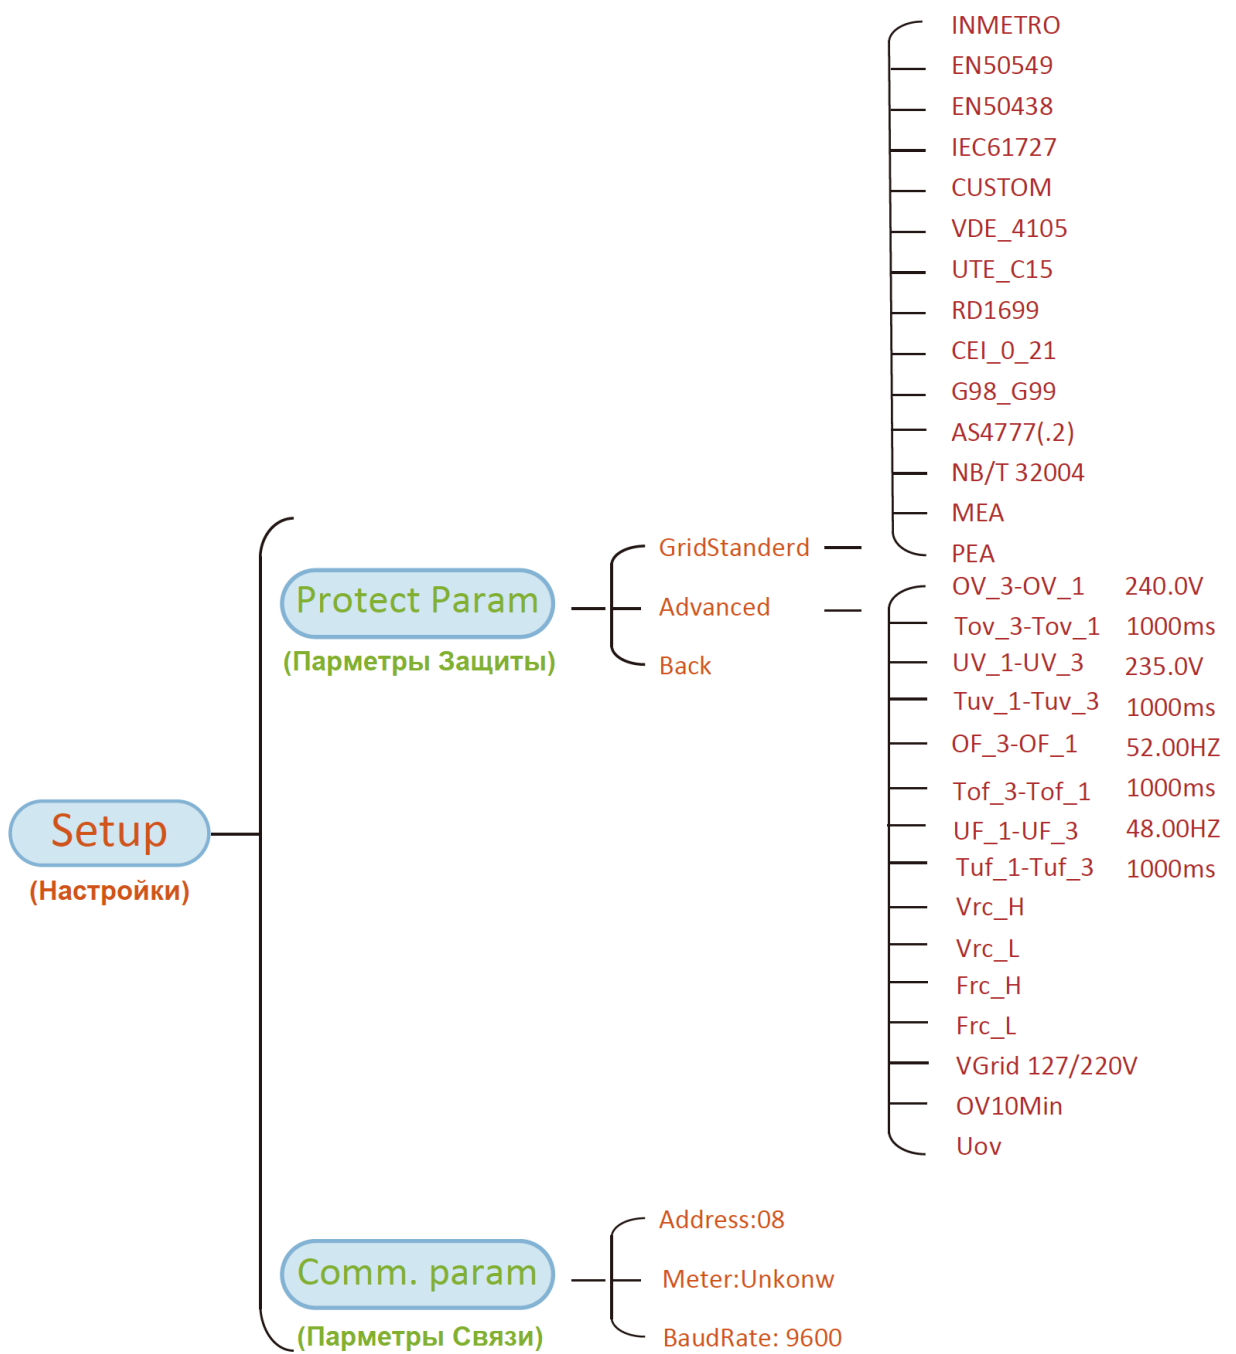 INMETRO
EN50549
EN50438
IEC61727
CUSTOM
VDE_4105
UTE_C15
RD1699
CEI_0_21
G98_G99
AS4777(.2)
NB/T 32004
MEA
PEA
GridStanderd
Protect Param
Advanced
(Парметры Защиты)
Back
OV_3-OV_1 240.0V
Tov_3-Tov_1 1000ms
UV_1-UV_3 235.0V
Tuv_1-Tuv_3 1000ms
OF_3-OF_1 52.00HZ
Tof_3-Tof_1 1000ms
UF_1-UF_3 48.00HZ
Tuf_1-Tuf_3 1000ms
Vrc_H
Vrc_L
Frc_H
Frc_L
VGrid 127/220V
OV10Min
Uov
Setup
(Настройки)
Address:08
Comm. param
Meter:Unkonw
(Парметры Связи)
BaudRate: 9600